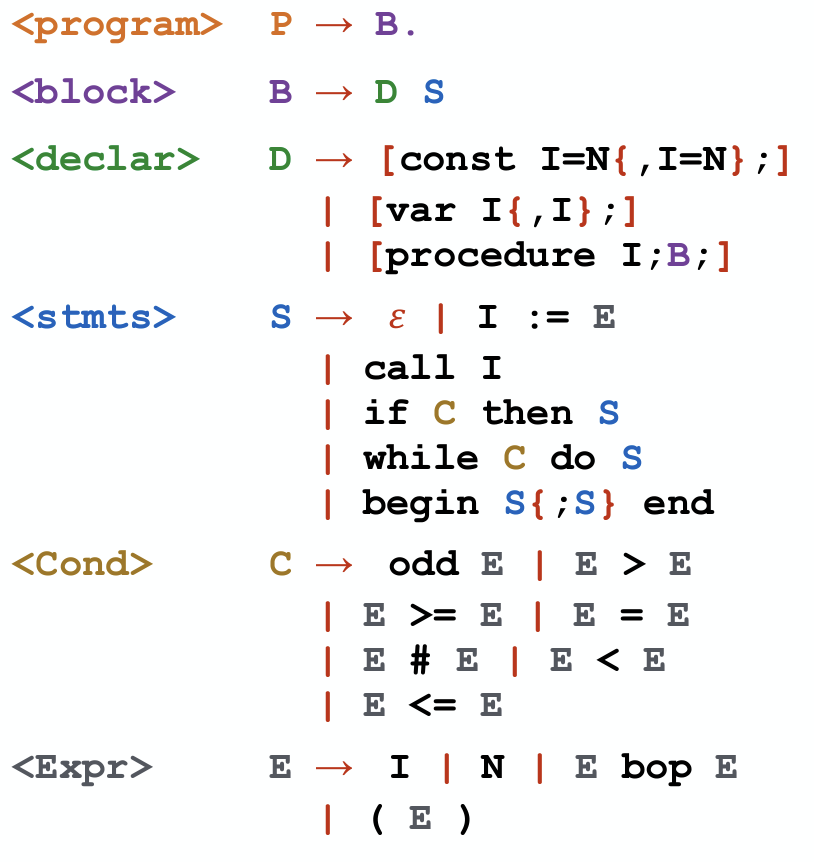 <program> P → B.
<block> B → D S
<declar> D → [const I=N{,I=N};]
| [var I{,I};]
| [procedure I;B;]
<stmts> S → ε | I := E
| call I
| if C then S
| while C do S
| begin S{;S} end
<Cond> C → odd E | E > E
| E >= E | E = E
| E # E | E < E
| E <= E
<Expr> E → I | N | E bop E
| ( E )